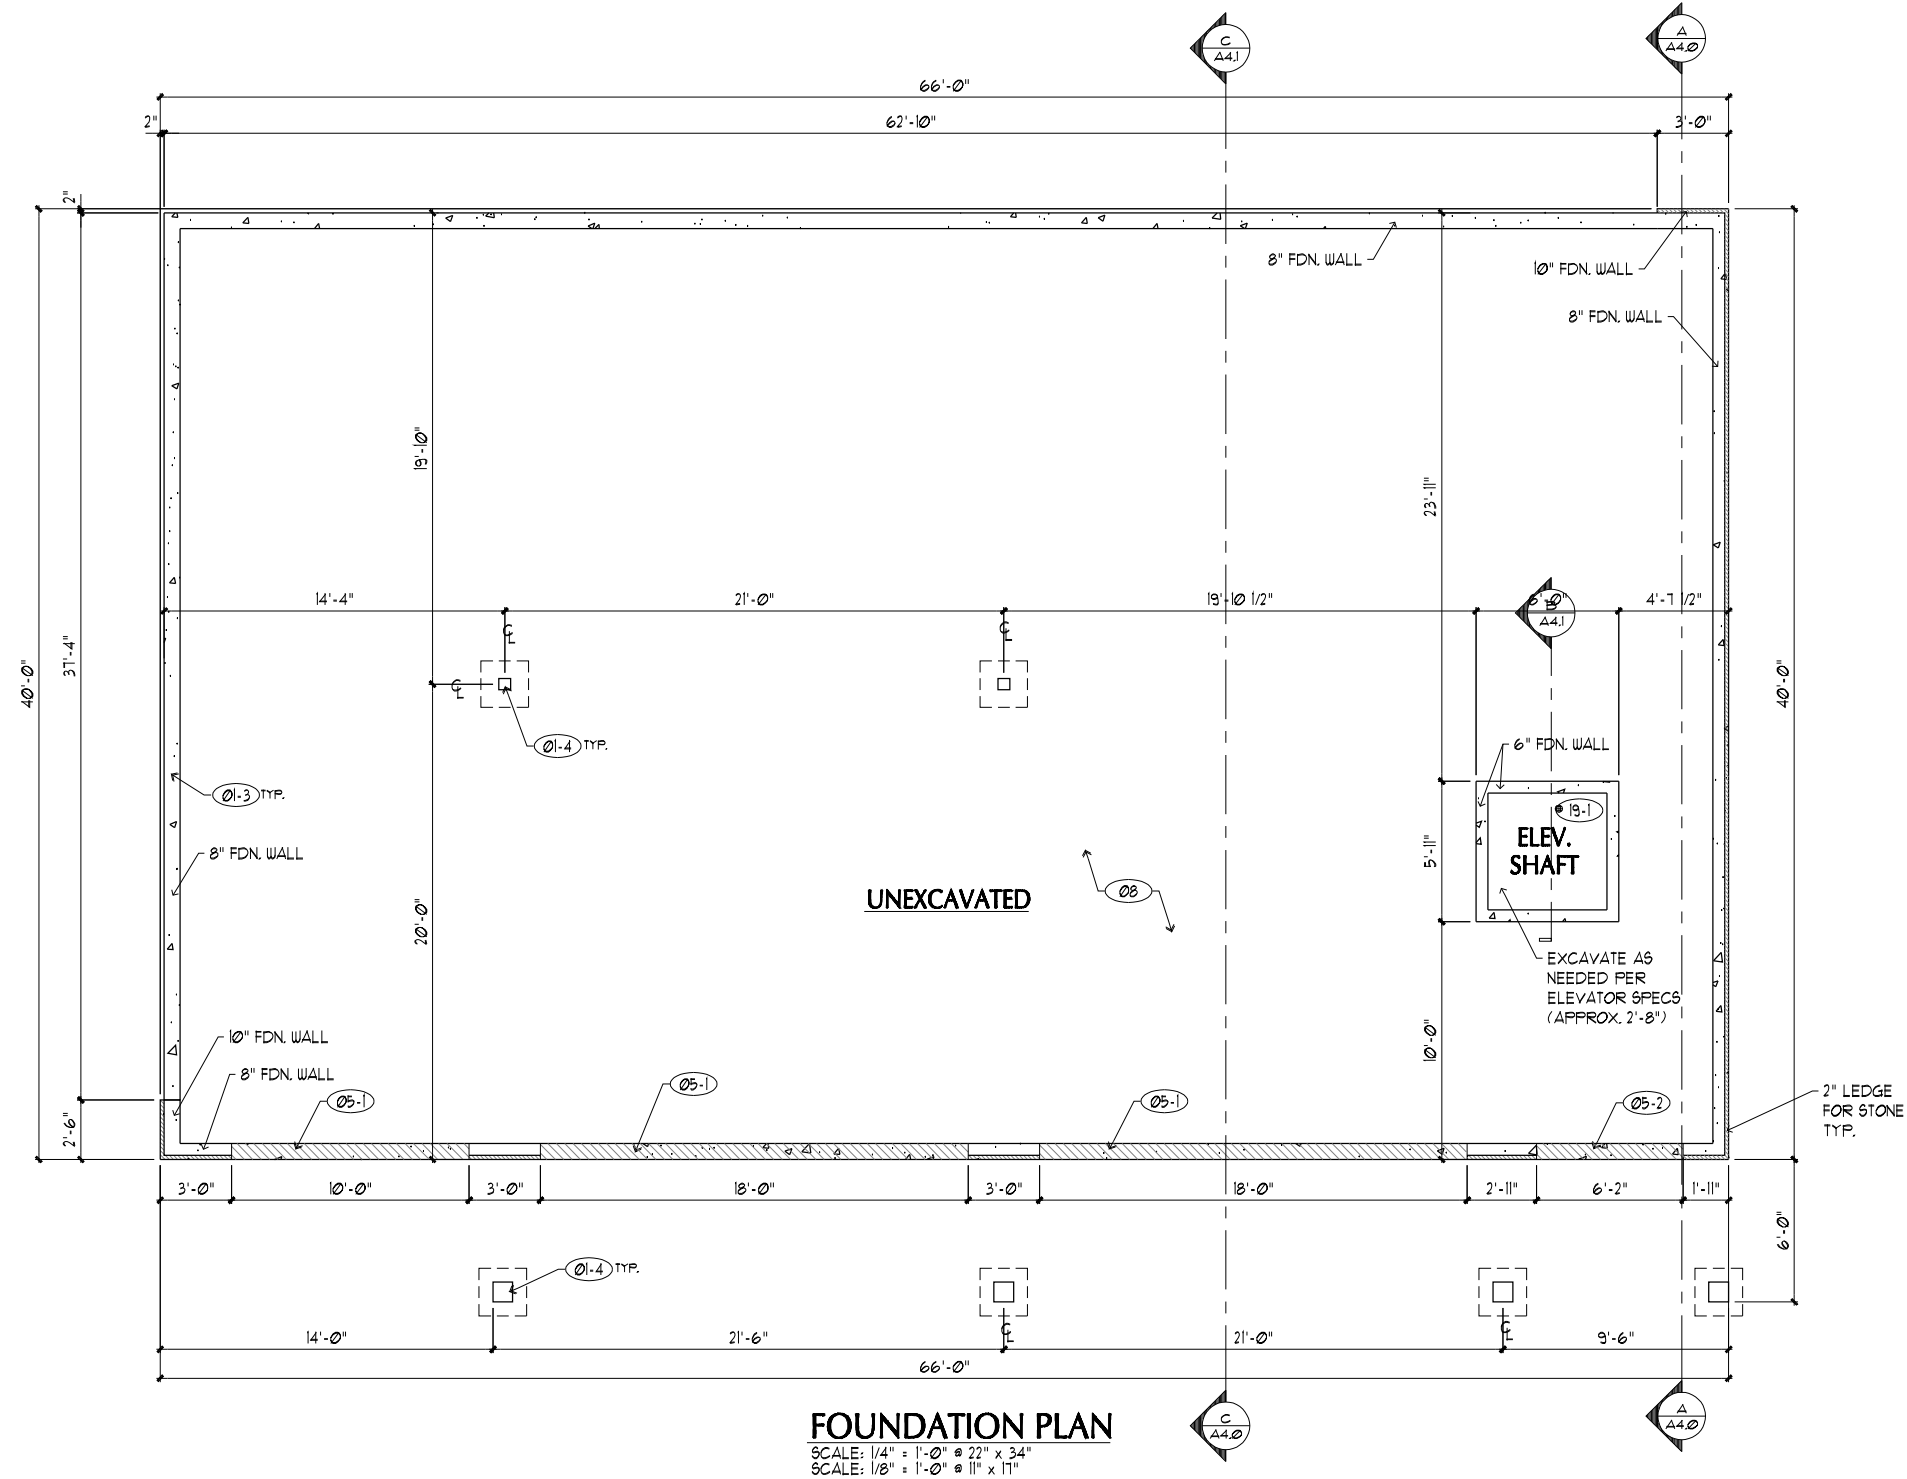 C
A4.1
A
A4.0
66'-0"
2"
62'-10"
3'-0"
2"
8" FDN. WALL
10" FDN. WALL
8" FDN. WALL
19'-10"
23'-11"
14'-4"
21'-0"
19'-10 1/2"
6'-0"
4'-7 1/2"
B
A4.1
40'-0"
37'-4"
40'-0"
CL
CL
CL
01-4 TYP.
6" FDN. WALL
01-3 TYP.
19-1
ELEV.
SHAFT
8" FDN. WALL
5'-11"
UNEXCAVATED
08
20'-0"
EXCAVATE AS
NEEDED PER
ELEVATOR SPECS
(APPROX. 2'-8")
10'-0"
10" FDN. WALL
8" FDN. WALL
05-1
05-1
05-1
05-2
2" LEDGE
FOR STONE
TYP.
2'-6"
3'-0"
10'-0"
3'-0"
18'-0"
3'-0"
18'-0"
2'-11"
6'-2"
1'-11"
6'-0"
01-4 TYP.
14'-0"
21'-6"
CL
21'-0"
CL
9'-6"
66'-0"
C
A4.0
A
A4.0
FOUNDATION PLAN
SCALE: 1/4" = 1'-0" @ 22" x 34"
SCALE: 1/8" = 1'-0" @ 11" x 17"